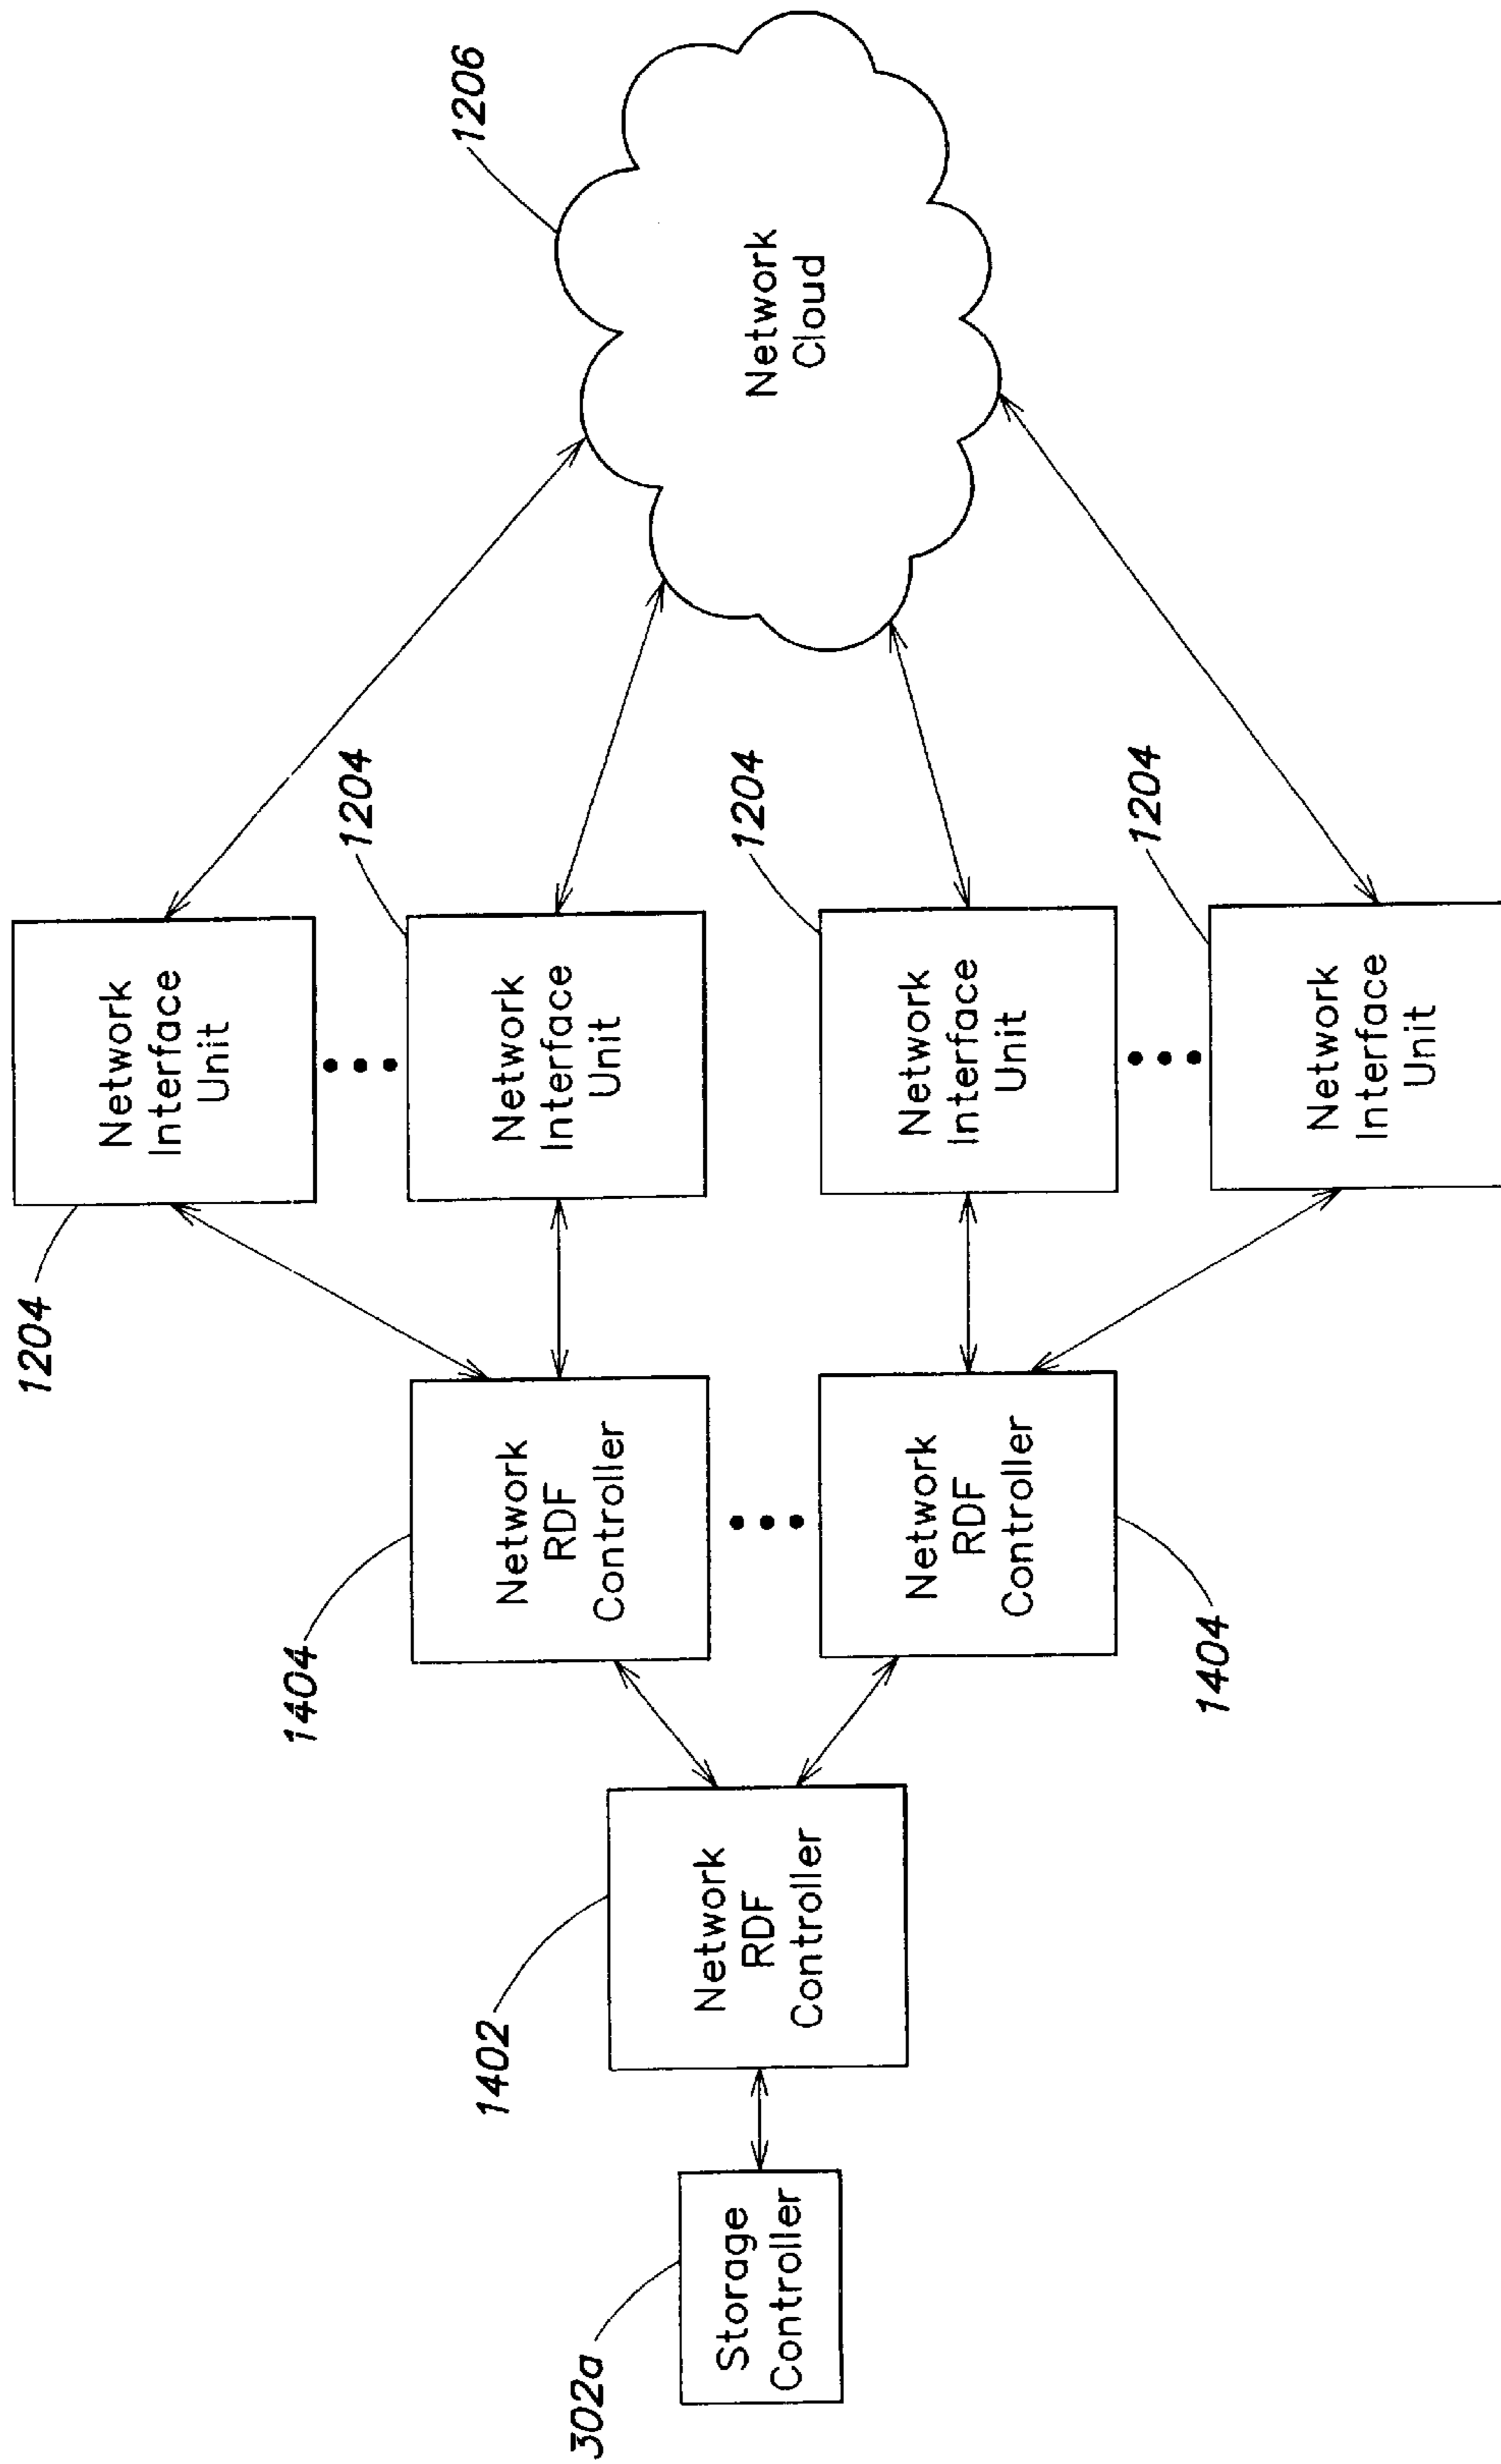 1204
Network
Interface
Unit
1206
1204
Network
Interface
Unit
1404
Network
RDF
Controller
1402
Network
RDF
Controller
302a
Storage
Controller
Network
Cloud
1204
Network
Interface
Unit
Network
RDF
Controller
1404
1204
Network
Interface
Unit